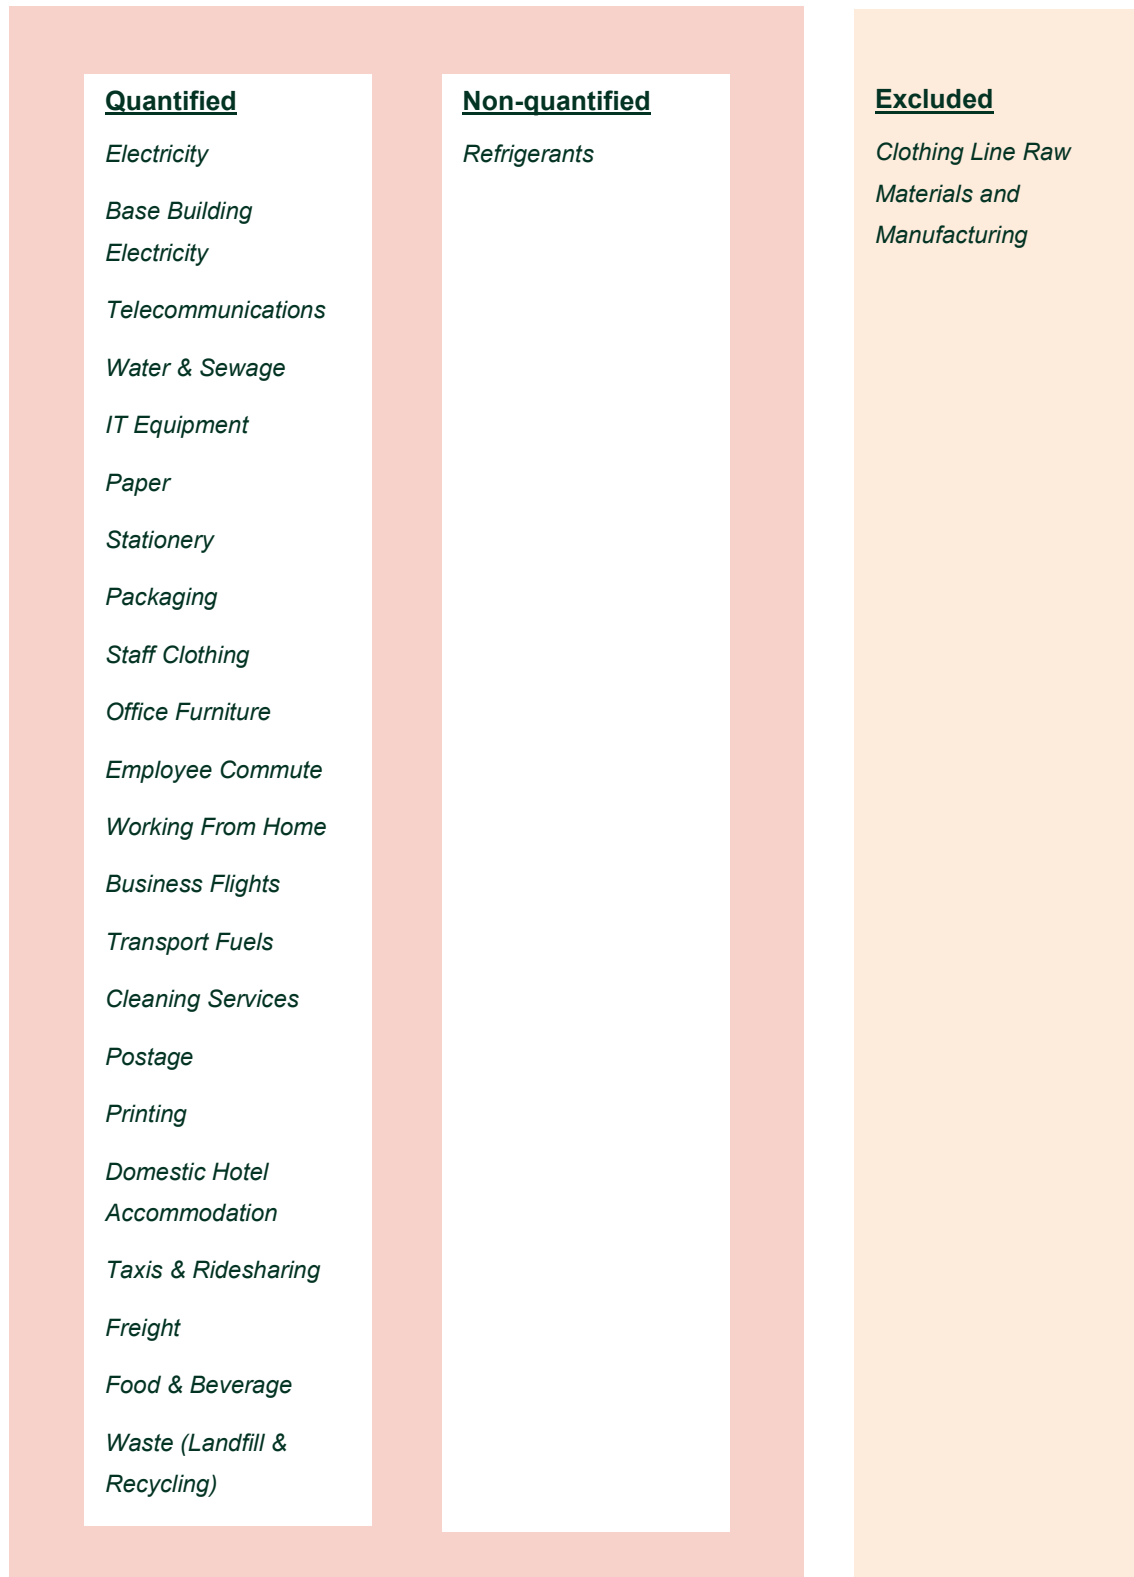 Quantified
Electricity
Base Building
Electricity
Telecommunications
Water & Sewage
IT Equipment
Paper
Stationery
Packaging
Staff Clothing
Office Furniture
Employee Commute
Working From Home
Business Flights
Transport Fuels
Cleaning Services
Postage
Printing
Domestic Hotel
Accommodation
Taxis & Ridesharing
Freight
Food & Beverage
Waste (Landfill &
Recycling)
Non-quantified
Refrigerants
Excluded
Clothing Line Raw
Materials and
Manufacturing